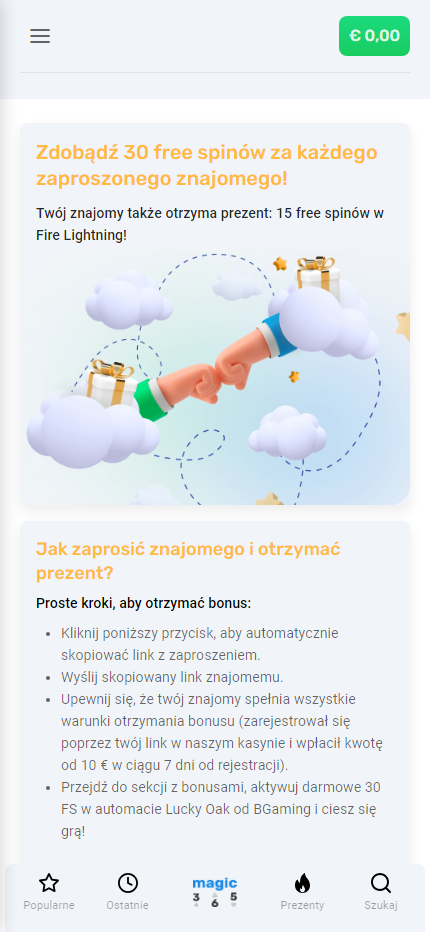 € 0,00
Zdobądź 30 free spinów za każdego
zaproszonego znajomego!
Twój znajomy także otrzyma prezent: 15 free spinów w
Fire Lightning!
Jak zaprosić znajomego i otrzymać
prezent?
Proste kroki, aby otrzymać bonus:
Kliknij poniższy przycisk, aby automatycznie
skopiować link z zaproszeniem.
Wyślij skopiowany link znajomemu.
Upewnij się, że twój znajomy spełnia wszystkie
warunki otrzymania bonusu (zarejestrował się
poprzez twój link w naszym kasynie i wpłacił kwotę
od 10 € w ciągu 7 dni od rejestracji).
Przejdź do sekcji z bonusami, aktywuj darmowe 30
FS w automacie Lucky Oak od BGaming i ciesz się
grą!
magic
3 6 5
Popularne Ostatnie Prezenty Szukaj